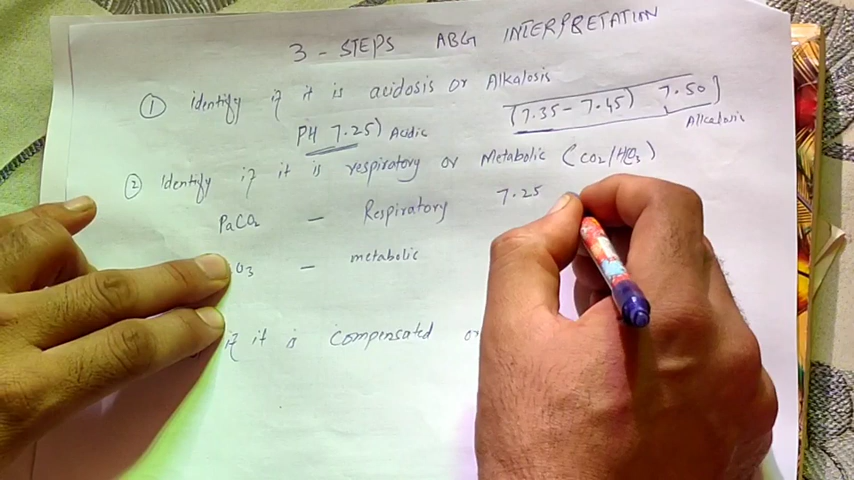 3 - STEPS ABG INTERPRETATION
① identify if it is acidosis or Alkalosis
(7.35 - 7.45) 7.50]
PH 7.25) Acidic
Alkalosis
② Identify if it is respiratory or Metabolic (CO2/HCO3)
PaCO2 - Respiratory 7.25
O3 - metabolic
if it is compensated or